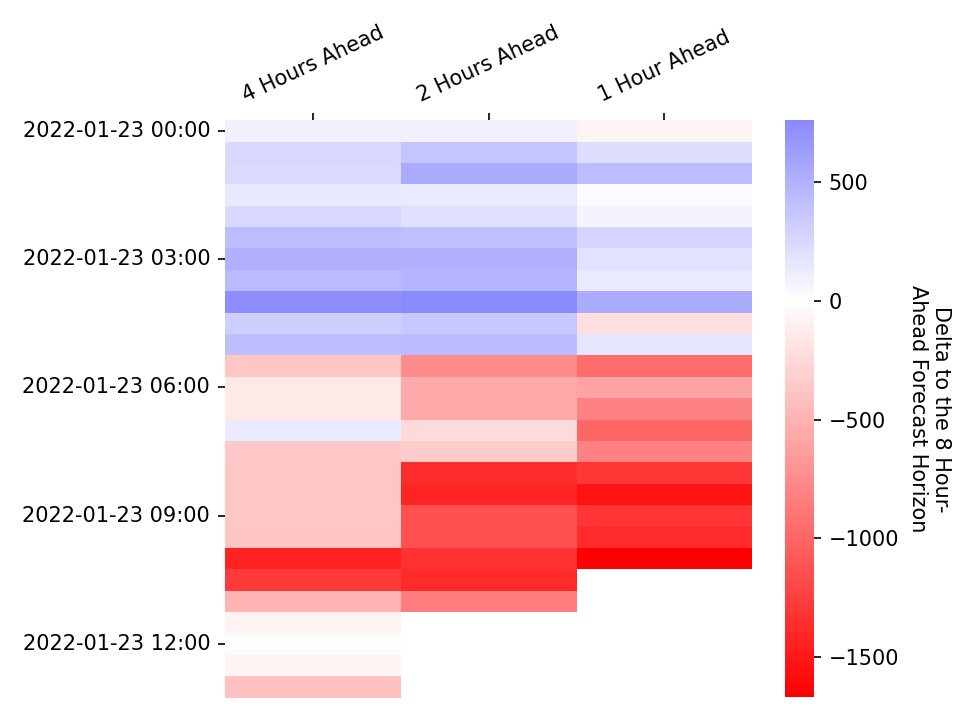 4 Hours Ahead
2 Hours Ahead
1 Hour Ahead
2022-01-23 00:00
2022-01-23 03:00
2022-01-23 06:00
2022-01-23 09:00
2022-01-23 12:00
500
0
−500
−1000
−1500
Delta to the 8 Hour-
Ahead Forecast Horizon